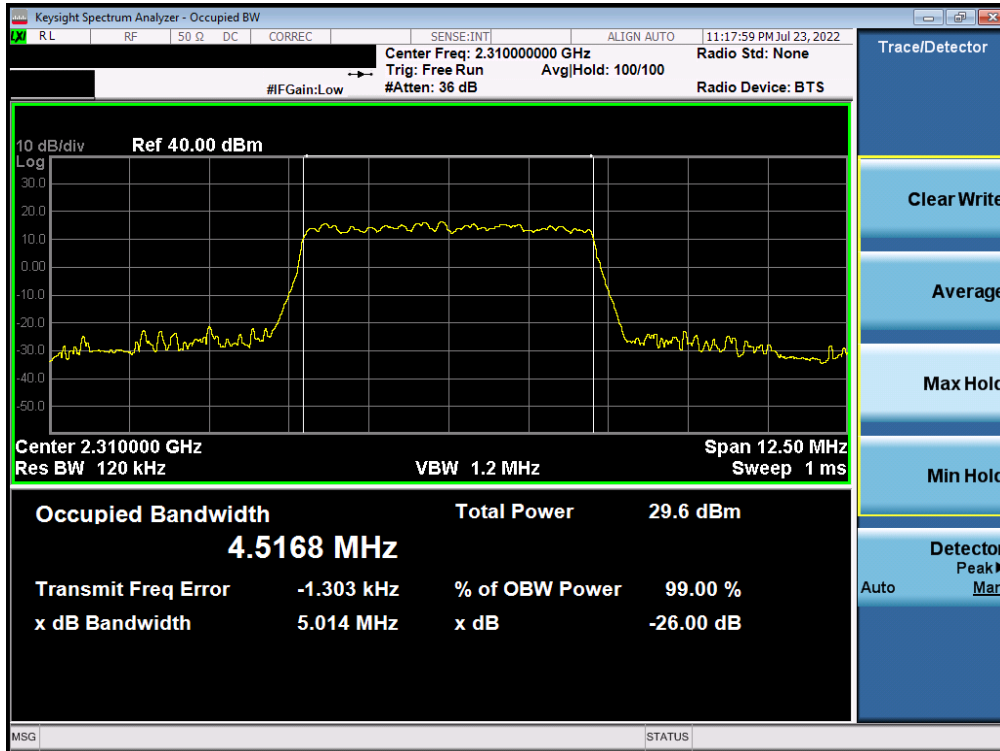 Keysight Spectrum Analyzer - Occupied BW
LXI RL RF 50 Ω DC CORREC SENSE:INT ALIGN AUTO 11:17:59 PM Jul 23, 2022
Center Freq: 2.310000000 GHz Radio Std: None
Trig: Free Run Avg|Hold: 100/100
#IFGain:Low #Atten: 36 dB Radio Device: BTS
Trace/Detector
10 dB/div Ref 40.00 dBm
Log
30.0
20.0
10.0
0.00
-10.0
-20.0
-30.0
-40.0
-50.0
Center 2.310000 GHz Span 12.50 MHz
Res BW 120 kHz VBW 1.2 MHz Sweep 1 ms
Occupied Bandwidth Total Power 29.6 dBm
4.5168 MHz
Transmit Freq Error -1.303 kHz % of OBW Power 99.00 %
x dB Bandwidth 5.014 MHz x dB -26.00 dB
Clear Write
Average
Max Hold
Min Hold
Detector
Peak
Auto Man
MSG STATUS